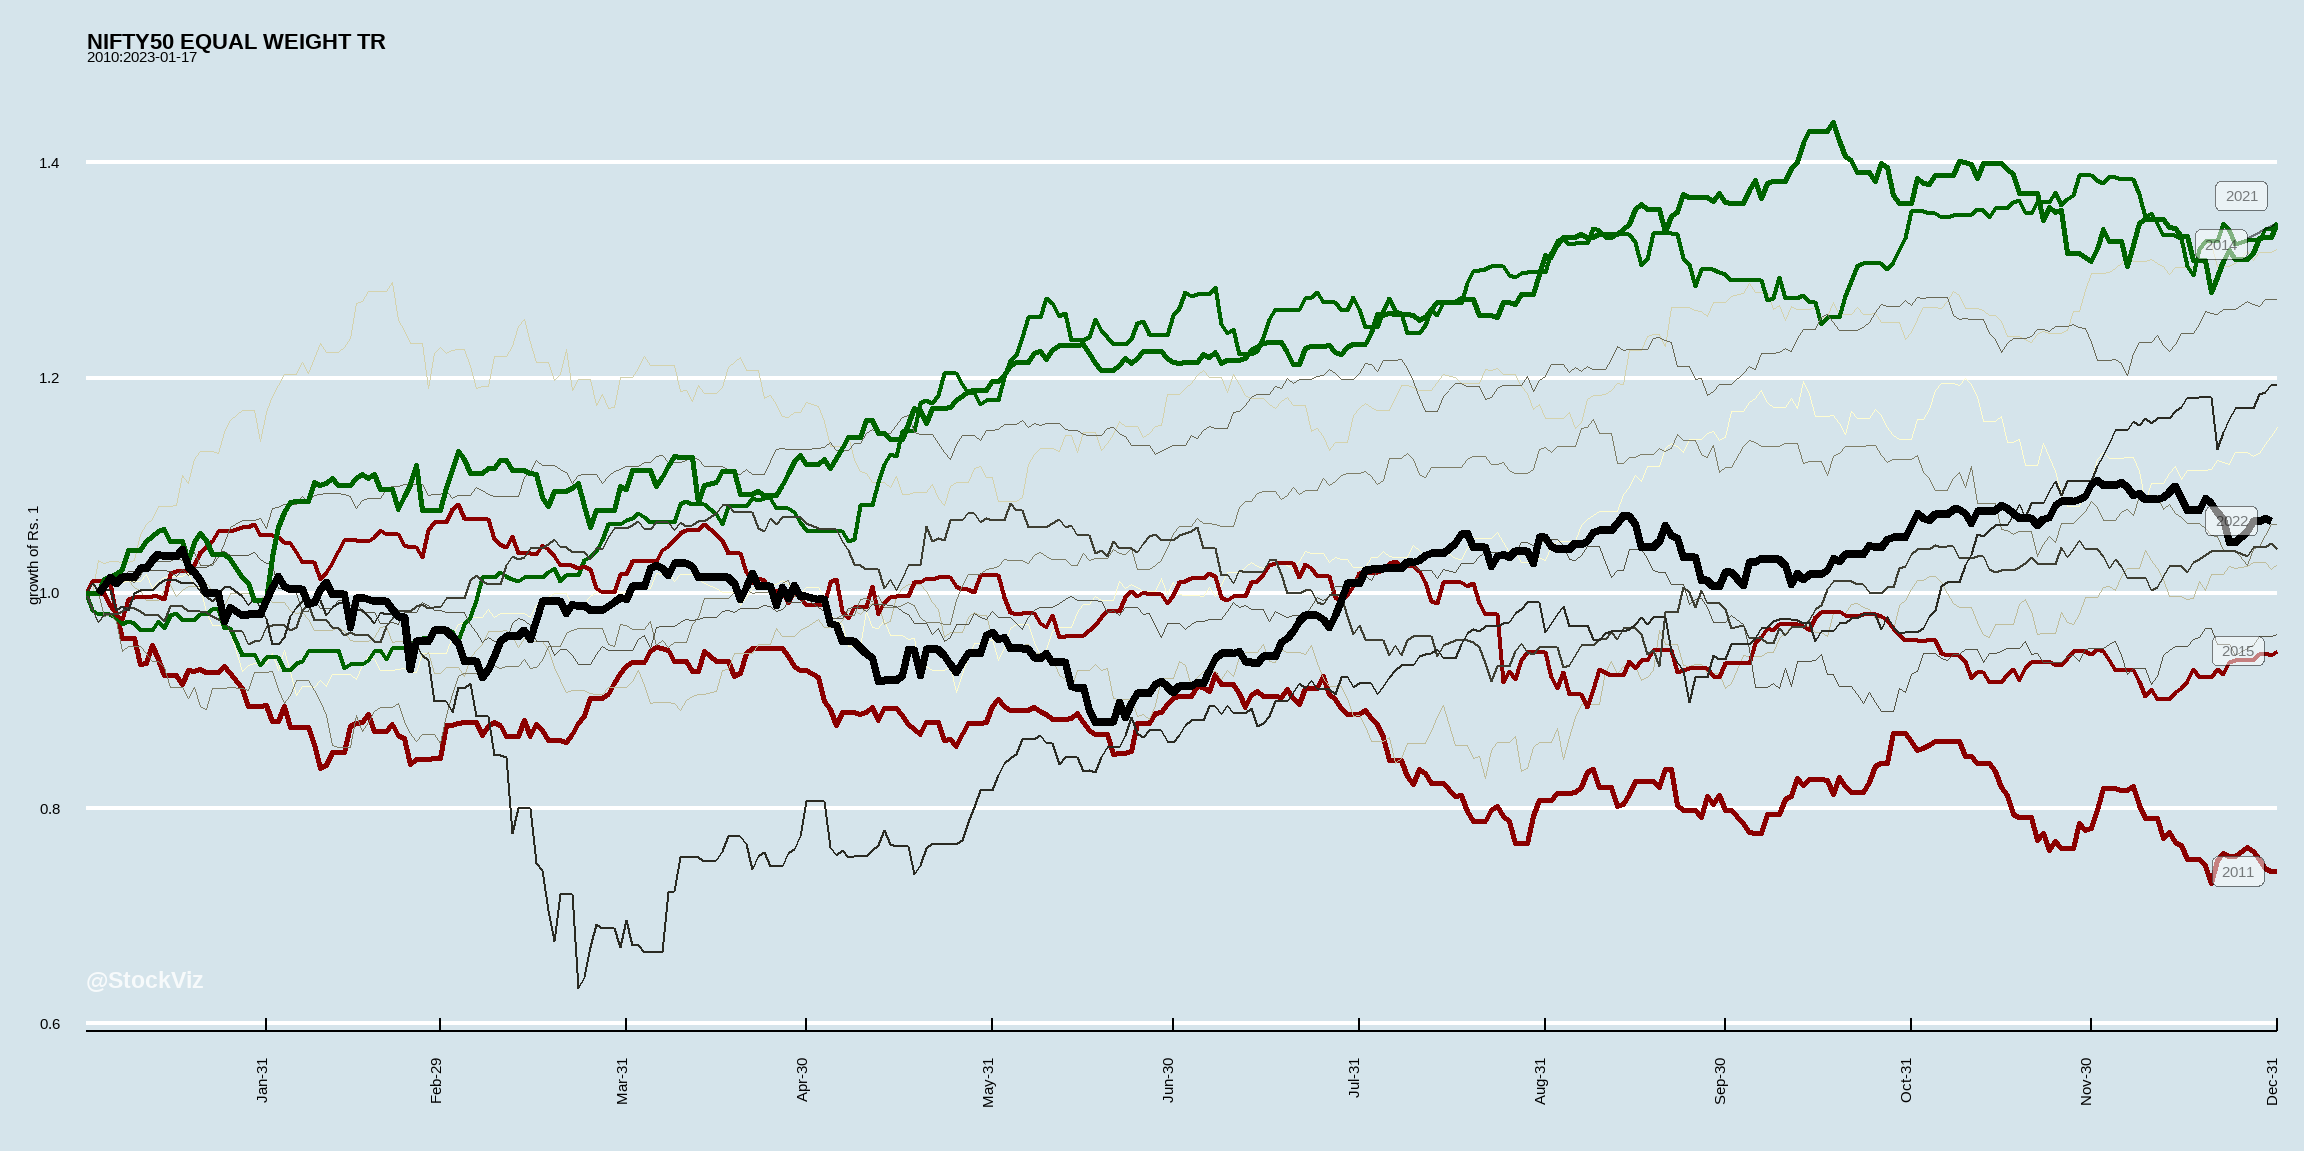 NIFTY50 EQUAL WEIGHT TR
2010:2023-01-17
growth of Rs. 1
1.4
1.2
1.0
0.8
0.6
2021
2014
2022
2015
2011
@StockViz
Jan-31
Feb-29
Mar-31
Apr-30
May-31
Jun-30
Jul-31
Aug-31
Sep-30
Oct-31
Nov-30
Dec-31